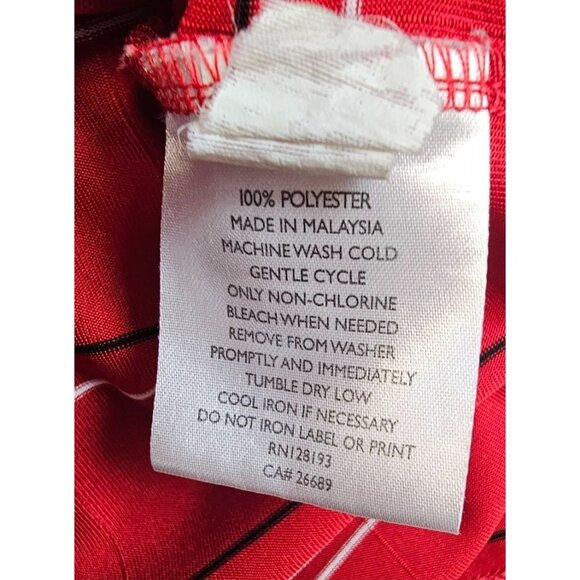 100% POLYESTER
MADE IN MALAYSIA
MACHINE WASH COLD
GENTLE CYCLE
ONLY NON-CHLORINE
BLEACH WHEN NEEDED
REMOVE FROM WASHER
PROMPTLY AND IMMEDIATELY
TUMBLE DRY LOW
COOL IRON IF NECESSARY
DO NOT IRON LABEL OR PRINT
RN128193
CA# 26689